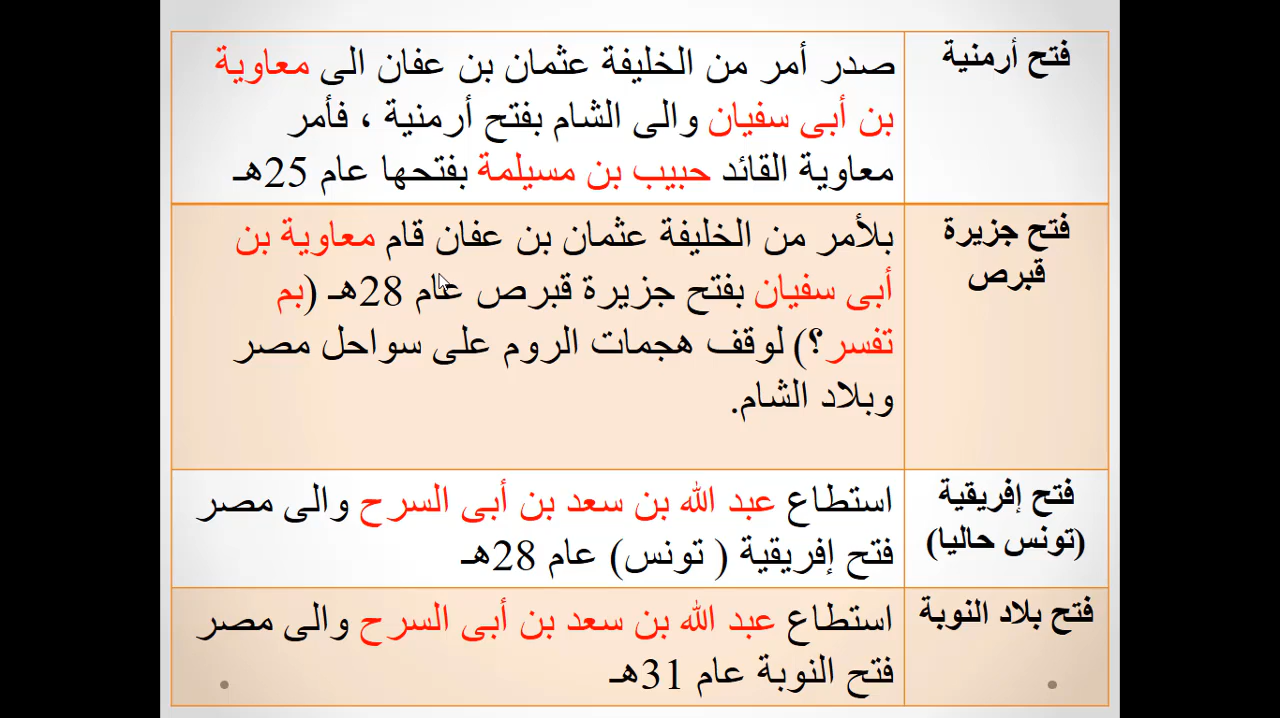 فتح أرمنية
صدر أمر من الخليفة عثمان بن عفان الى معاوية
بن أبى سفيان والى الشام بفتح أرمنية ، فأمر
معاوية القائد حبيب بن مسيلمة بفتحها عام 25هـ
فتح جزيرة
قبرص
بلأمر من الخليفة عثمان بن عفان قام معاوية بن
أبى سفيان بفتح جزيرة قبرص عام 28هـ (بم
تفسر؟) لوقف هجمات الروم على سواحل مصر
وبلاد الشام.
فتح إفريقية
(تونس حاليا)
استطاع عبد الله بن سعد بن أبى السرح والى مصر
فتح إفريقية ( تونس) عام 28هـ
فتح بلاد النوبة
استطاع عبد الله بن سعد بن أبى السرح والى مصر
فتح النوبة عام 31هـ